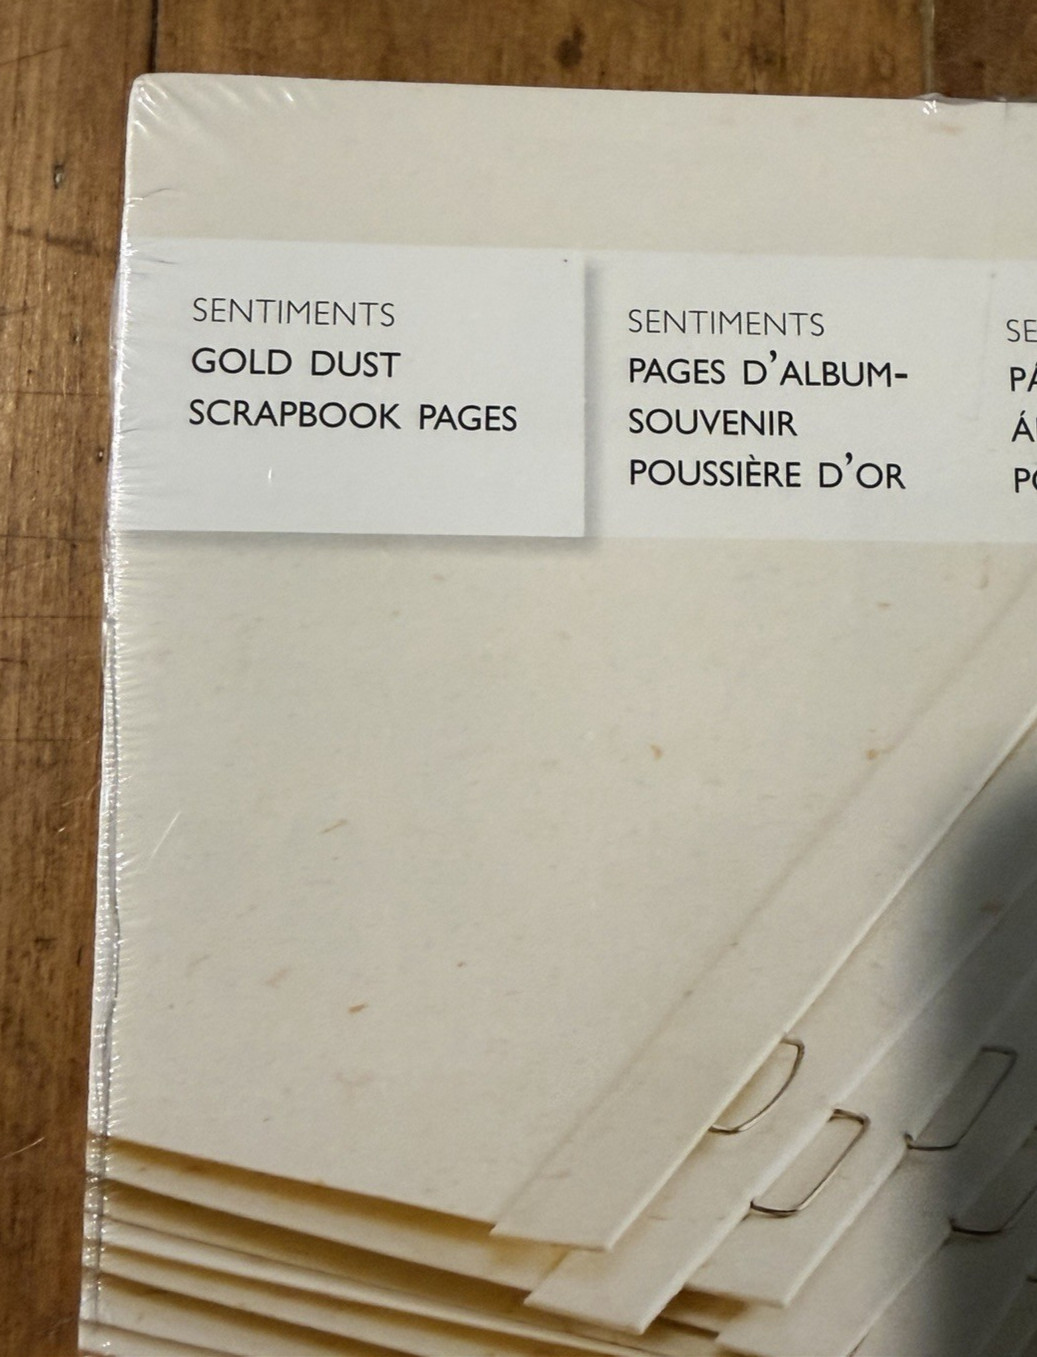 SENTIMENTS
GOLD DUST
SCRAPBOOK PAGES
SENTIMENTS
PAGES D'ALBUM-
SOUVENIR
POUSSIÈRE D'OR